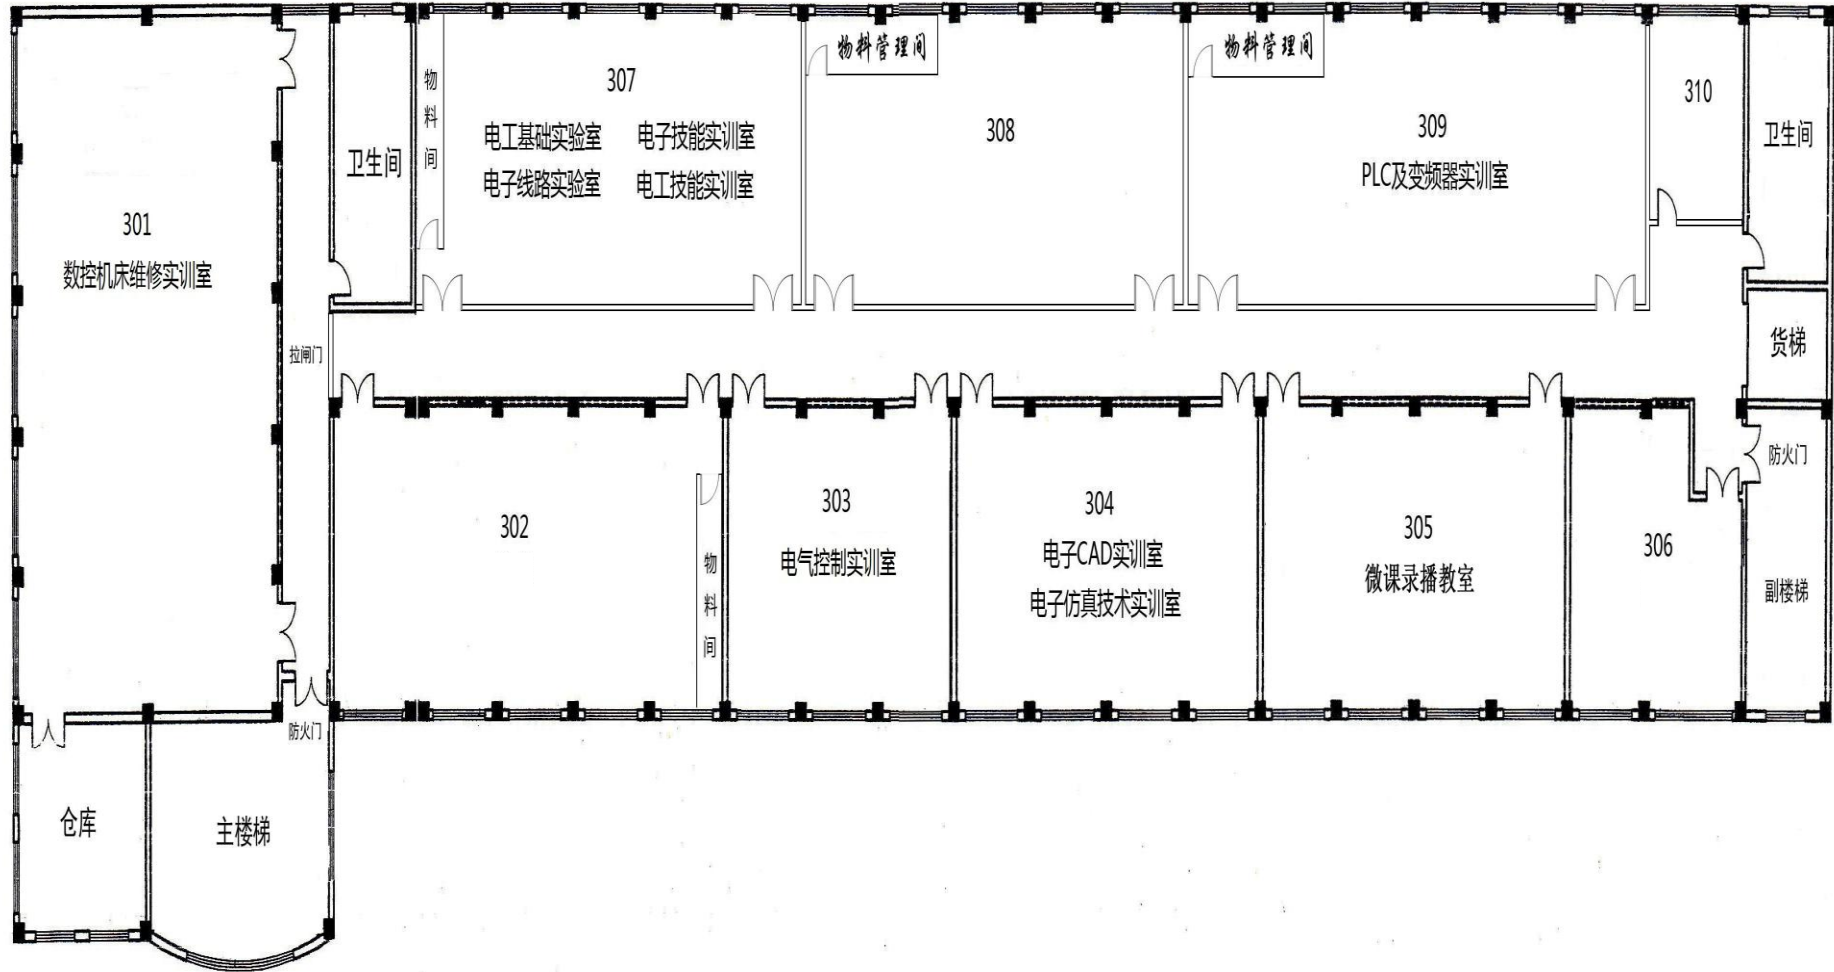 301
数控机床维修实训室
卫生间
物料间
307
电工基础实验室 电子技能实训室
电子线路实验室 电工技能实训室
物料管理间
308
物料管理间
309
PLC及变频器实训室
310
卫生间
拉闸门
货梯
302
物料间
303
电气控制实训室
304
电子CAD实训室
电子仿真技术实训室
305
微课录播教室
306
防火门
副楼梯
防火门
仓库
主楼梯